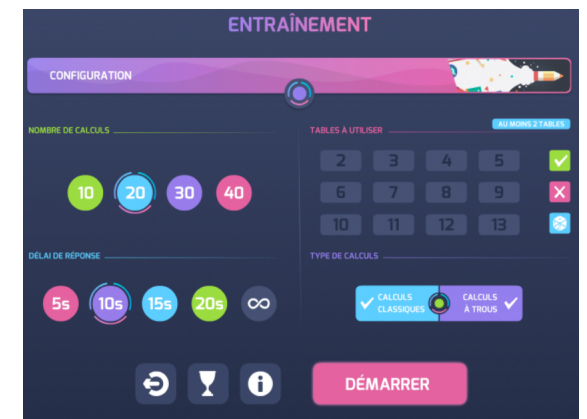 ENTRAÎNEMENT
CONFIGURATION
NOMBRE DE CALCULS
10 20 30 40
DÉLAI DE RÉPONSE
5s 10s 15s 20s ∞
TABLES À UTILISER
AU MOINS 2 TABLES
2 3 4 5
6 7 8 9
10 11 12 13
TYPE DE CALCULS
CALCULS CLASSIQUES
CALCULS À TROUS
DÉMARRER